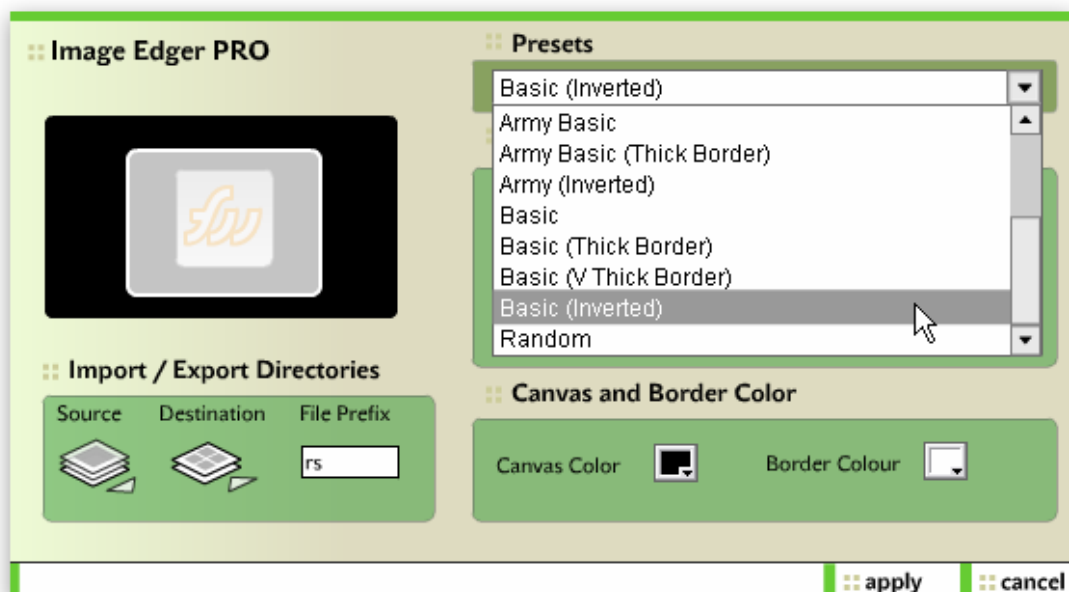 Image Edger PRO
Presets
Basic (Inverted)
Army Basic
Army Basic (Thick Border)
Army (Inverted)
Basic
Basic (Thick Border)
Basic (V Thick Border)
Basic (Inverted)
Random
Import / Export Directories
Source Destination File Prefix
rs
Canvas and Border Color
Canvas Color Border Colour
apply cancel